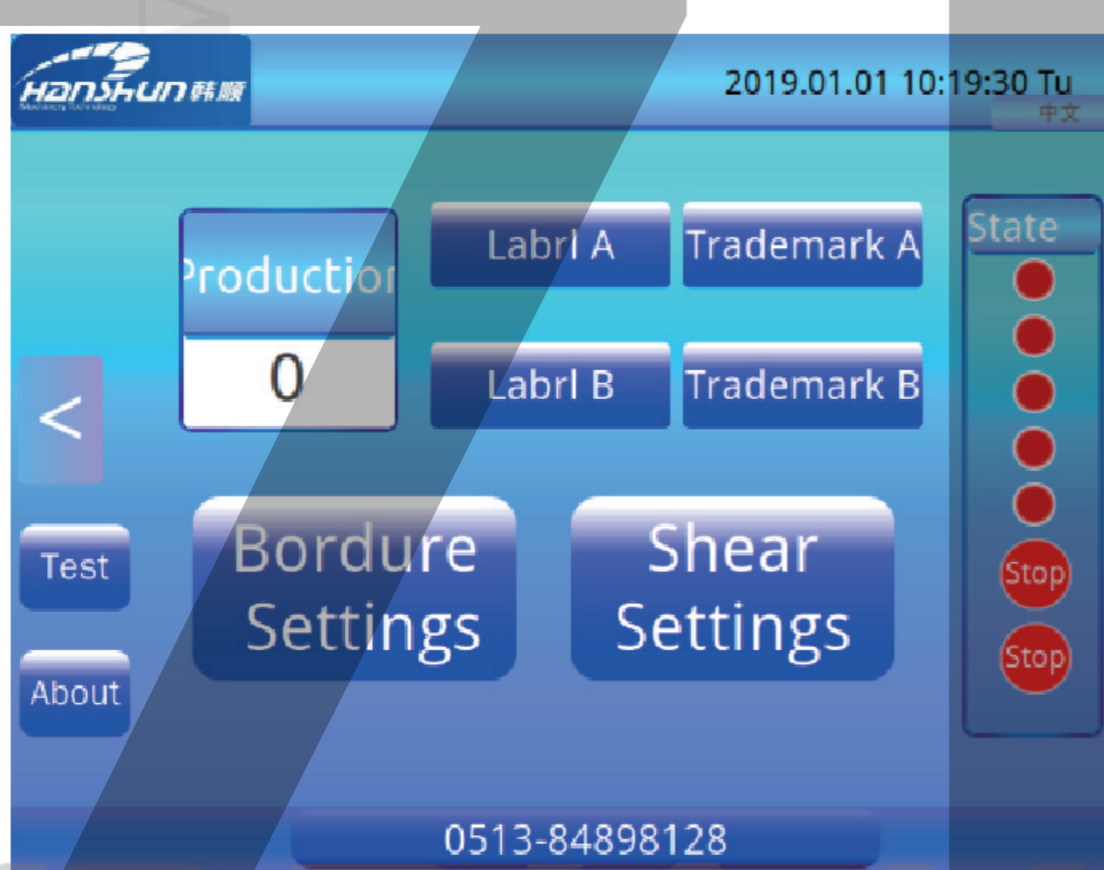 Hanshun 韩顺
Machinery Technology
2019.01.01 10:19:30 Tu
中文
Production
0
Labrl A
Trademark A
Labrl B
Trademark B
State
<
Bordure
Settings
Shear
Settings
Test
About
Stop
Stop
0513-84898128